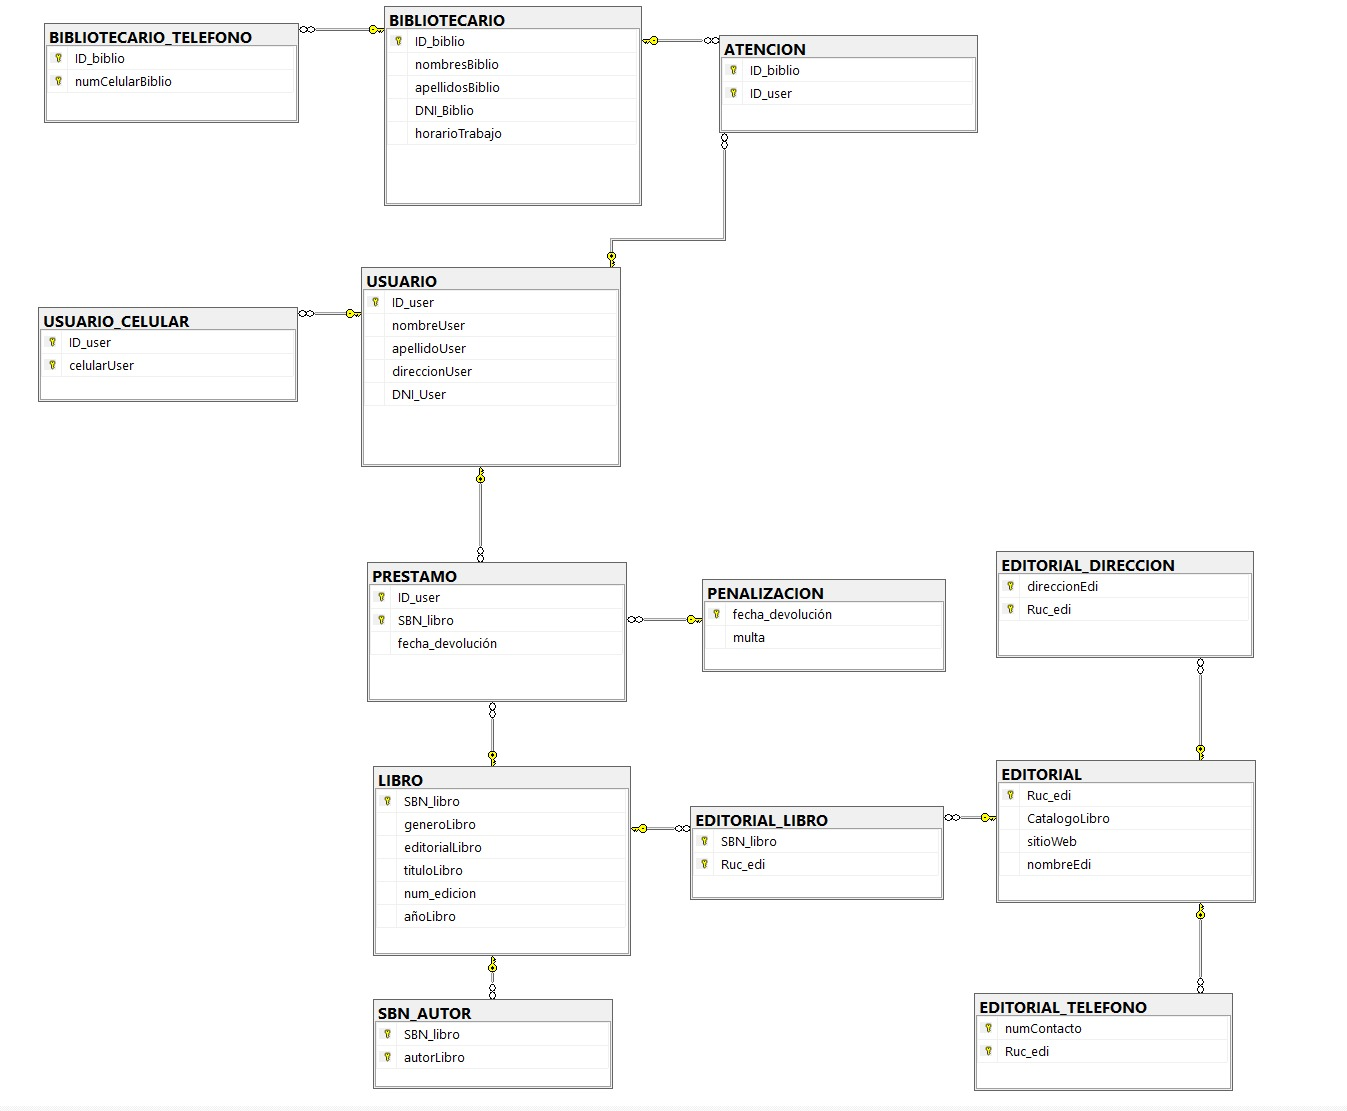 BIBLIOTECARIO_TELEFONO
ID_biblio
numCelularBiblio
BIBLIOTECARIO
ID_biblio
nombresBiblio
apellidosBiblio
DNI_Biblio
horarioTrabajo
ATENCION
ID_biblio
ID_user
USUARIO_CELULAR
ID_user
celularUser
USUARIO
ID_user
nombreUser
apellidoUser
direccionUser
DNI_User
PRESTAMO
ID_user
SBN_libro
fecha_devolución
PENALIZACION
fecha_devolución
multa
EDITORIAL_DIRECCION
direccionEdi
Ruc_edi
LIBRO
SBN_libro
generoLibro
editorialLibro
tituloLibro
num_edicion
añoLibro
EDITORIAL_LIBRO
SBN_libro
Ruc_edi
EDITORIAL
Ruc_edi
CatalogoLibro
sitioWeb
nombreEdi
SBN_AUTOR
SBN_libro
autorLibro
EDITORIAL_TELEFONO
numContacto
Ruc_edi